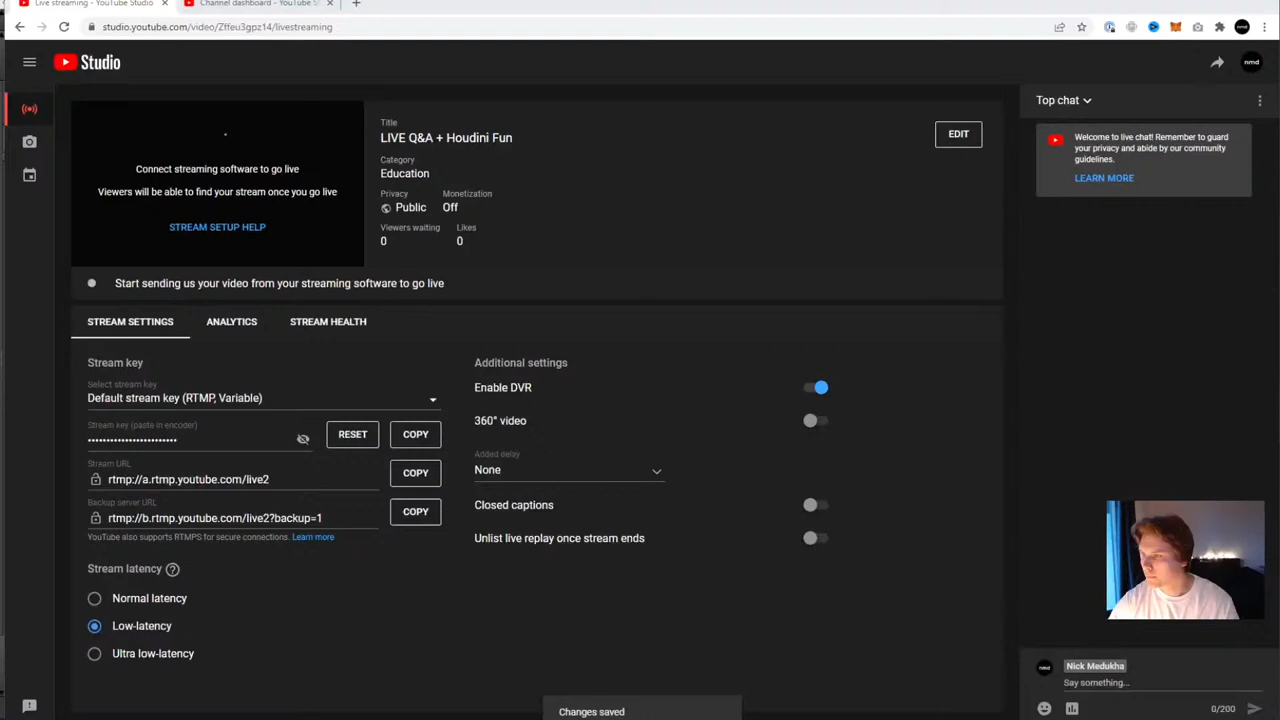 Live streaming - YouTube Studio
Channel dashboard - YouTube St
studio.youtube.com/video/Zffeu3gpz14/livestreaming
nmd
Studio
nmd
Connect streaming software to go live
Viewers will be able to find your stream once you go live
STREAM SETUP HELP
Title
LIVE Q&A + Houdini Fun
EDIT
Category
Education
Privacy Monetization
Public Off
Viewers waiting Likes
0 0
Start sending us your video from your streaming software to go live
STREAM SETTINGS ANALYTICS STREAM HEALTH
Stream key
Select stream key
Default stream key (RTMP, Variable)
Stream key (paste in encoder)
••••••••••••••••••••••••
RESET COPY
Stream URL
rtmp://a.rtmp.youtube.com/live2
COPY
Backup server URL
rtmp://b.rtmp.youtube.com/live2?backup=1
COPY
YouTube also supports RTMPS for secure connections. Learn more
Stream latency
Normal latency
Low-latency
Ultra low-latency
Additional settings
Enable DVR
360° video
Added delay
None
Closed captions
Unlist live replay once stream ends
Changes saved
Top chat
Welcome to live chat! Remember to guard
your privacy and abide by our community
guidelines.
LEARN MORE
nmd
Nick Medukha
Say something...
0/200